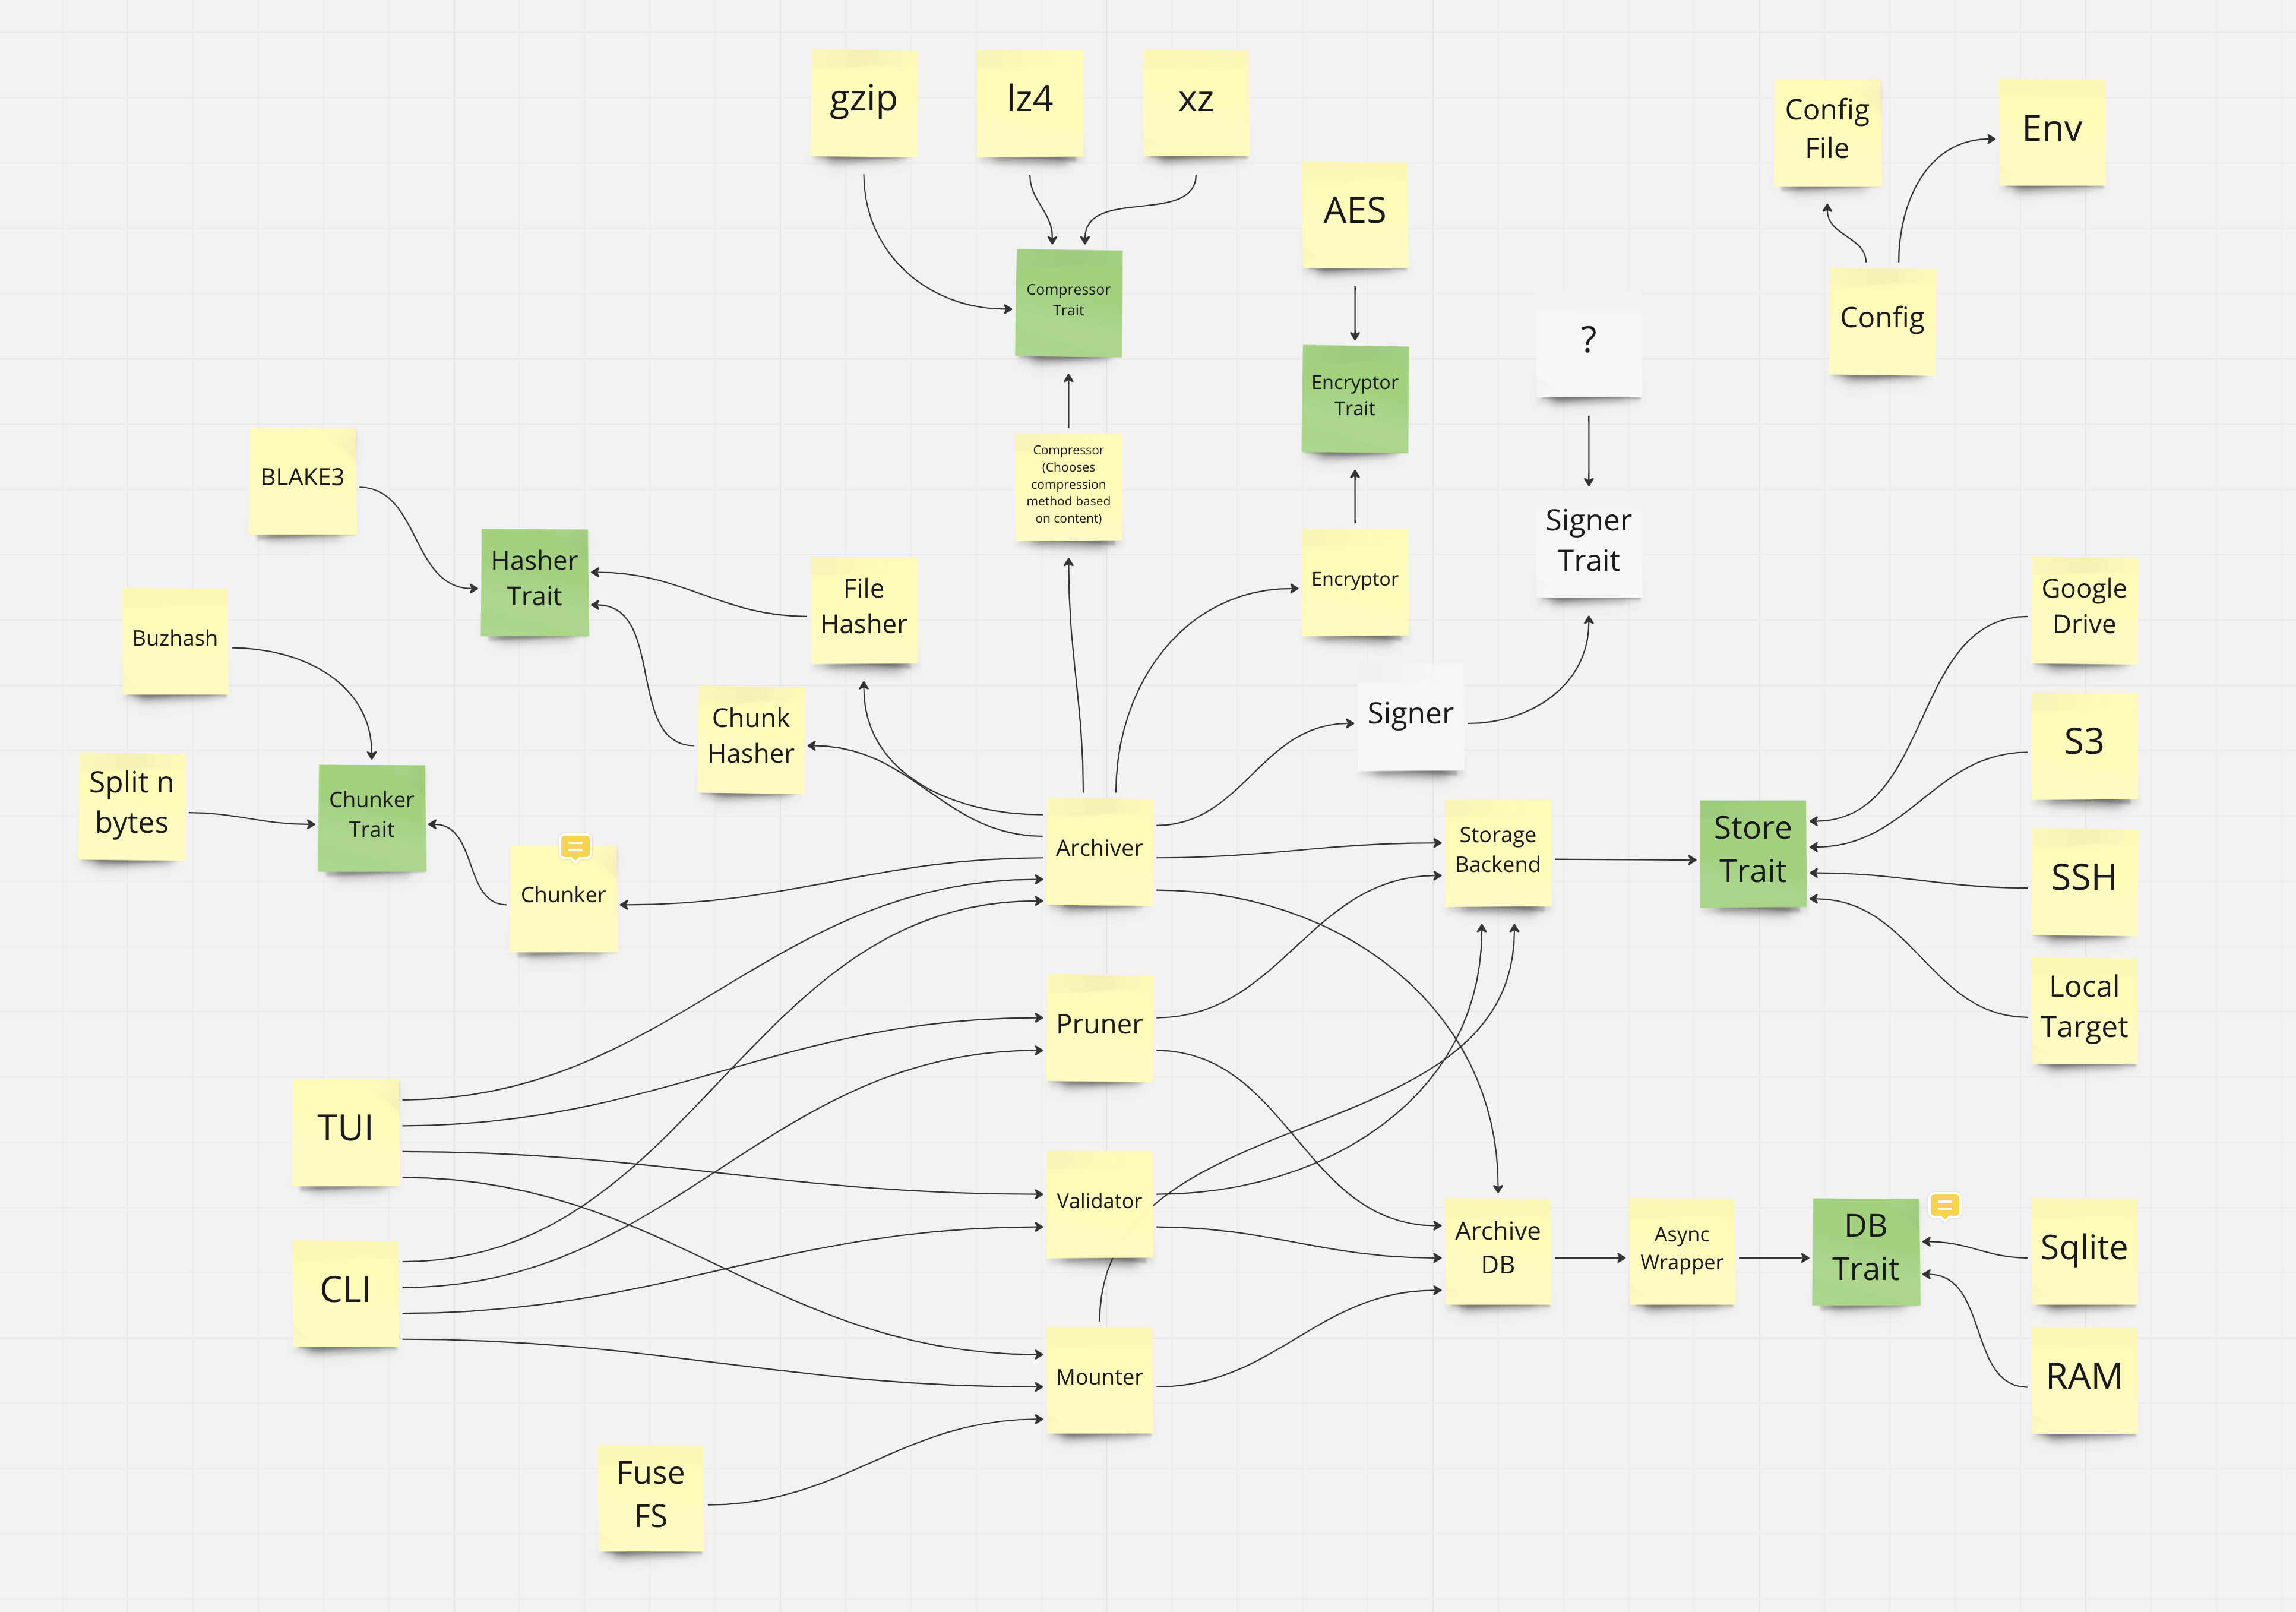 gzip
lz4
xz
Config
File
Env
AES
Compressor
Trait
Config
?
Encryptor
Trait
BLAKE3
Compressor
(Chooses
compression
method based
on content)
Hasher
Trait
File
Hasher
Encryptor
Signer
Trait
Google
Drive
Buzhash
Chunk
Hasher
Signer
S3
Split n
bytes
Chunker
Trait
Chunker
Archiver
Storage
Backend
Store
Trait
SSH
Local
Target
Pruner
TUI
Validator
CLI
Archive
DB
Async
Wrapper
DB
Trait
Sqlite
Mounter
RAM
Fuse
FS